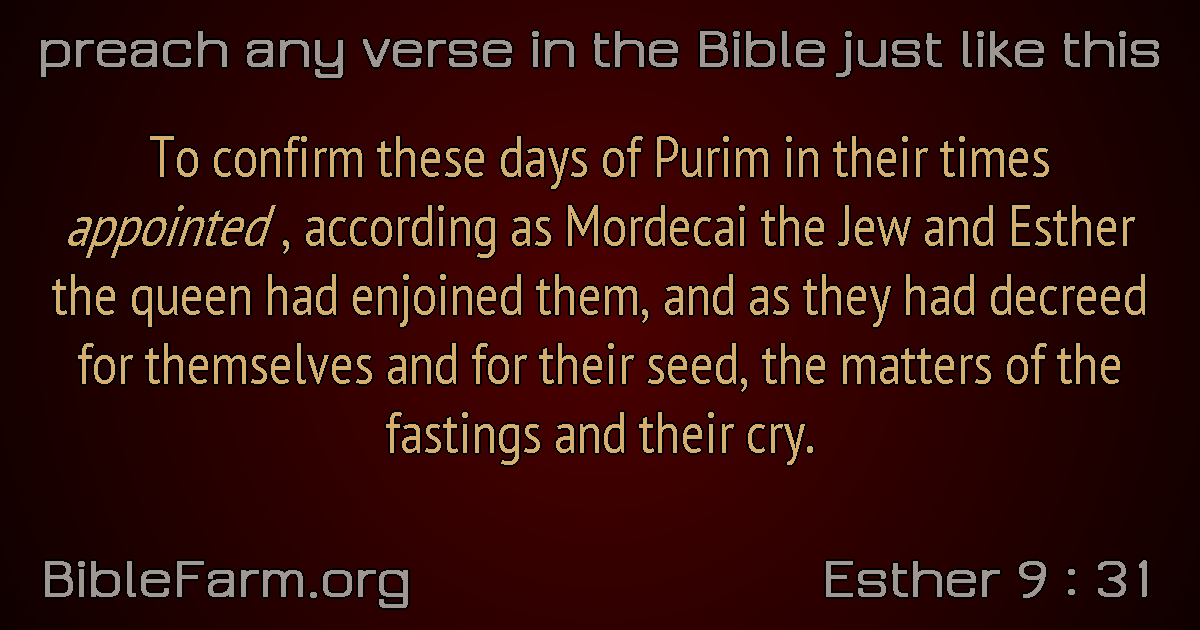 preach any verse in the Bible just like this
To confirm these days of Purim in their times
appointed , according as Mordecai the Jew and Esther
the queen had enjoined them, and as they had decreed
for themselves and for their seed, the matters of the
fastings and their cry.
BibleFarm.org
Esther 9 : 31